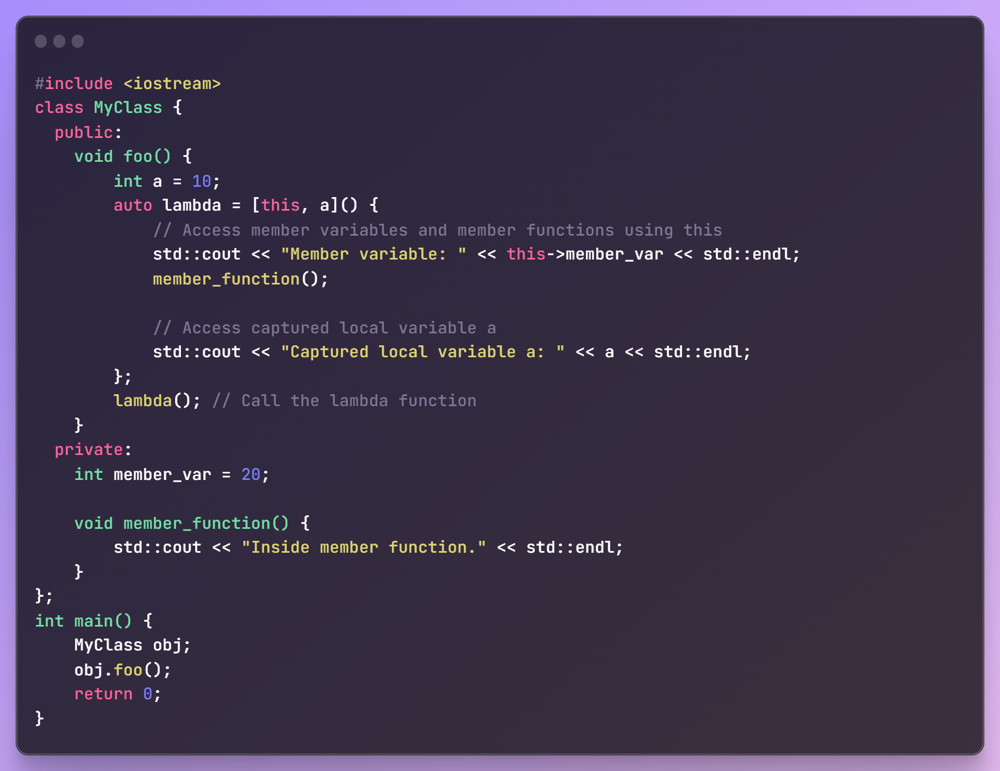 #include <iostream>
class MyClass {
  public:
    void foo() {
        int a = 10;
        auto lambda = [this, a]() {
            // Access member variables and member functions using this
            std::cout << "Member variable: " << this->member_var << std::endl;
            member_function();

            // Access captured local variable a
            std::cout << "Captured local variable a: " << a << std::endl;
        };
        lambda(); // Call the lambda function
    }
  private:
    int member_var = 20;

    void member_function() {
        std::cout << "Inside member function." << std::endl;
    }
};
int main() {
    MyClass obj;
    obj.foo();
    return 0;
}